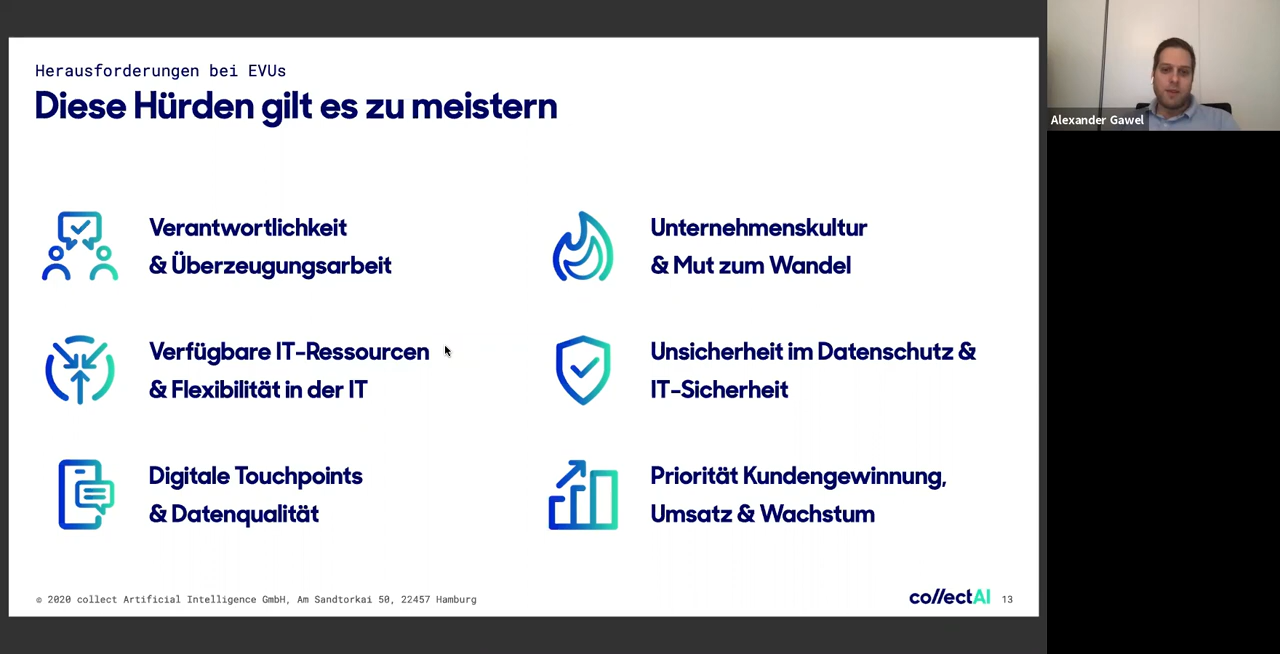 Herausforderungen bei EVUs
Diese Hürden gilt es zu meistern
Verantwortlichkeit
& Überzeugungsarbeit
Unternehmenskultur
& Mut zum Wandel
Verfügbare IT-Ressourcen
& Flexibilität in der IT
Unsicherheit im Datenschutz &
IT-Sicherheit
Digitale Touchpoints
& Datenqualität
Priorität Kundengewinnung,
Umsatz & Wachstum
© 2020 collect Artificial Intelligence GmbH, Am Sandtorkai 50, 22457 Hamburg
collectAI
13
Alexander Gawel